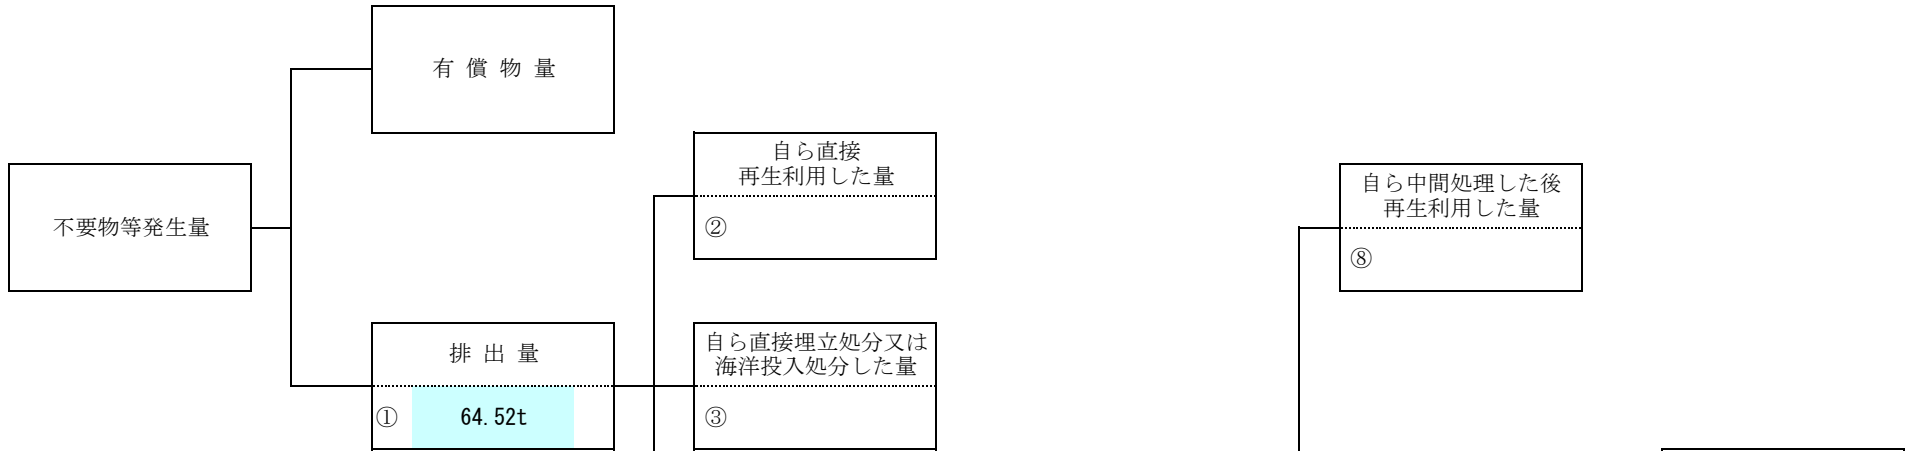 有 償 物 量
自ら直接
再生利用した量
②
不要物等発生量
自ら中間処理した後
再生利用した量
⑧
排 出 量
① 64.52t
自ら直接埋立処分又は
海洋投入処分した量
③